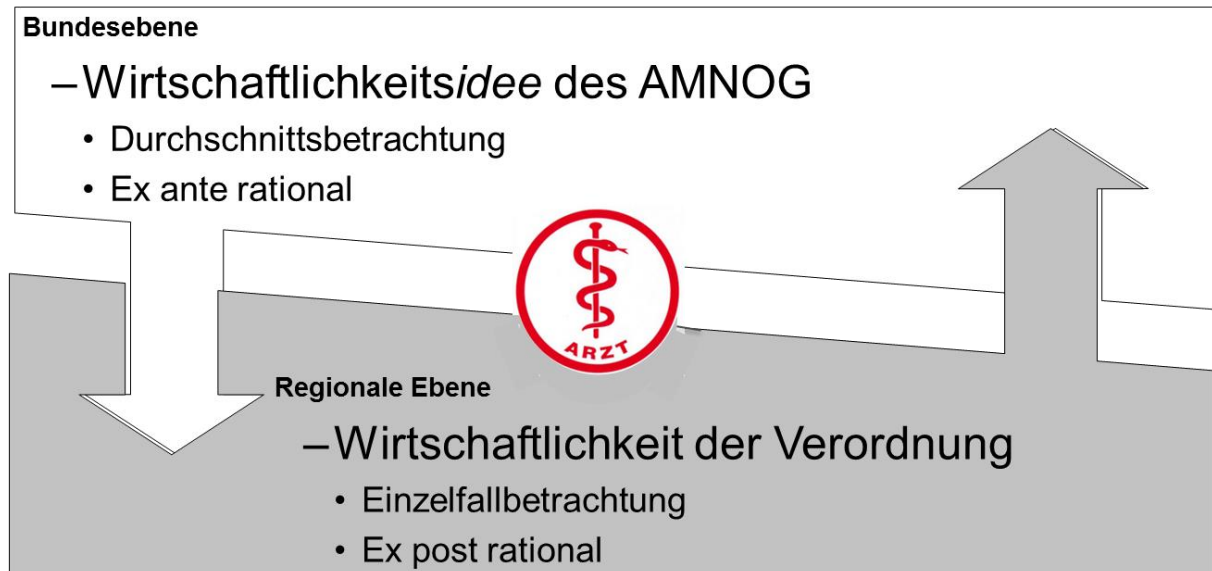 Bundesebene
–Wirtschaftlichkeitsidee des AMNOG
• Durchschnittsbetrachtung
• Ex ante rational
ARZT
Regionale Ebene
–Wirtschaftlichkeit der Verordnung
• Einzelfallbetrachtung
• Ex post rational